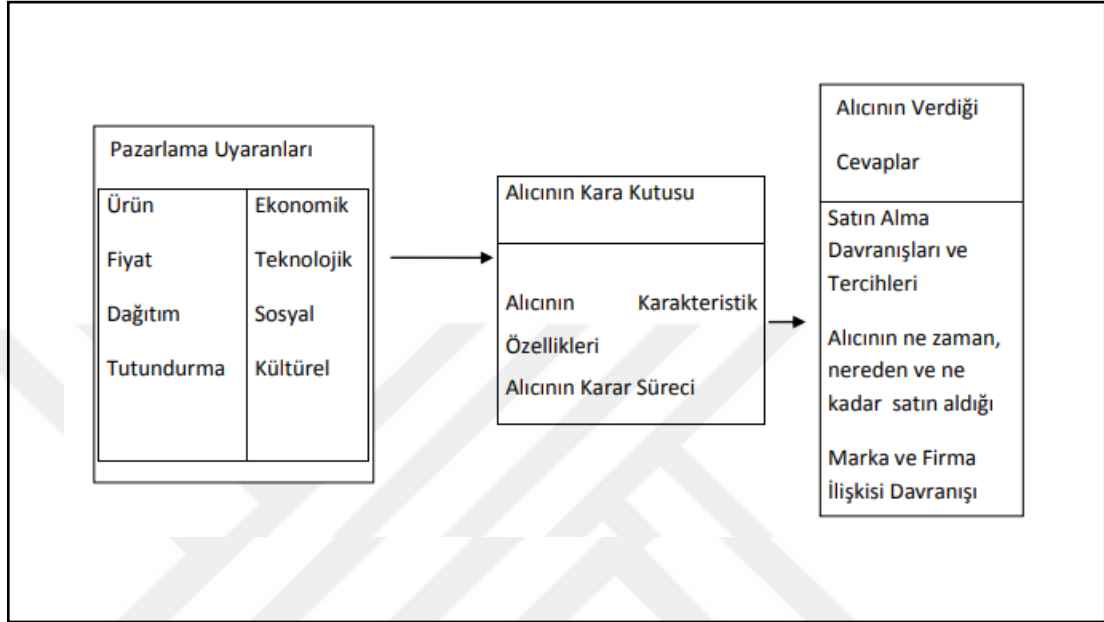 Pazarlama Uyaranları
Ürün
Fiyat
Dağıtım
Tutundurma
Ekonomik
Teknolojik
Sosyal
Kültürel
Alıcının Kara Kutusu
Alıcının Karakteristik
Özellikleri
Alıcının Karar Süreci
Alıcının Verdiği
Cevaplar
Satın Alma
Davranışları ve
Tercihleri
Alıcının ne zaman,
nereden ve ne
kadar satın aldığı
Marka ve Firma
İlişkisi Davranışı